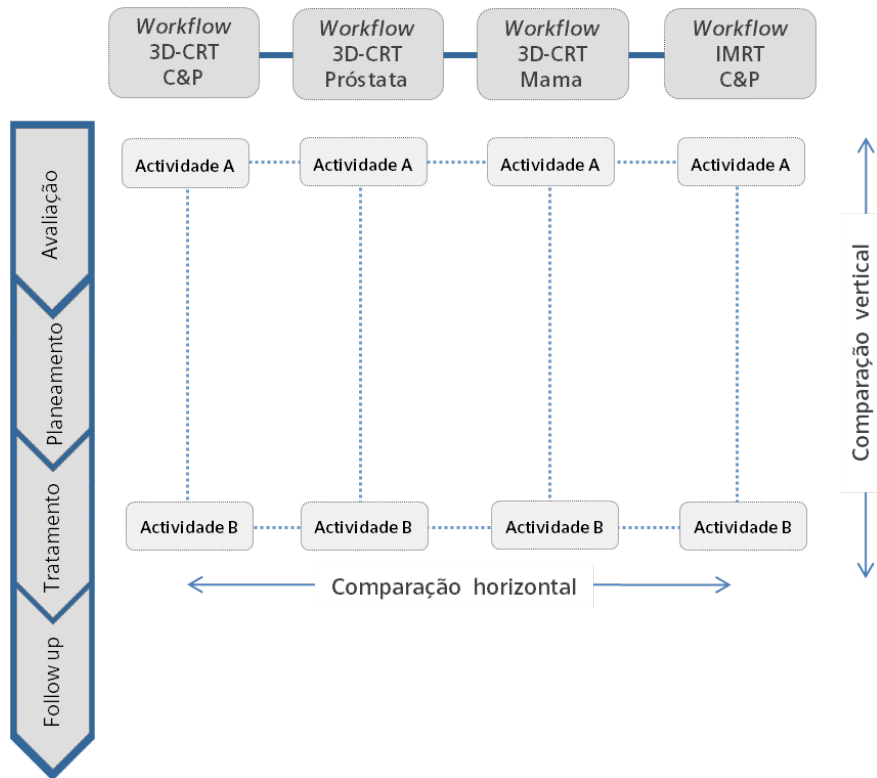 Workflow
3D-CRT
C&P
Workflow
3D-CRT
Próstata
Workflow
3D-CRT
Mama
Workflow
IMRT
C&P
Avaliação
Planeamento
Tratamento
Follow up
Actividade A
Actividade A
Actividade A
Actividade A
Actividade B
Actividade B
Actividade B
Actividade B
Comparação horizontal
Comparação vertical